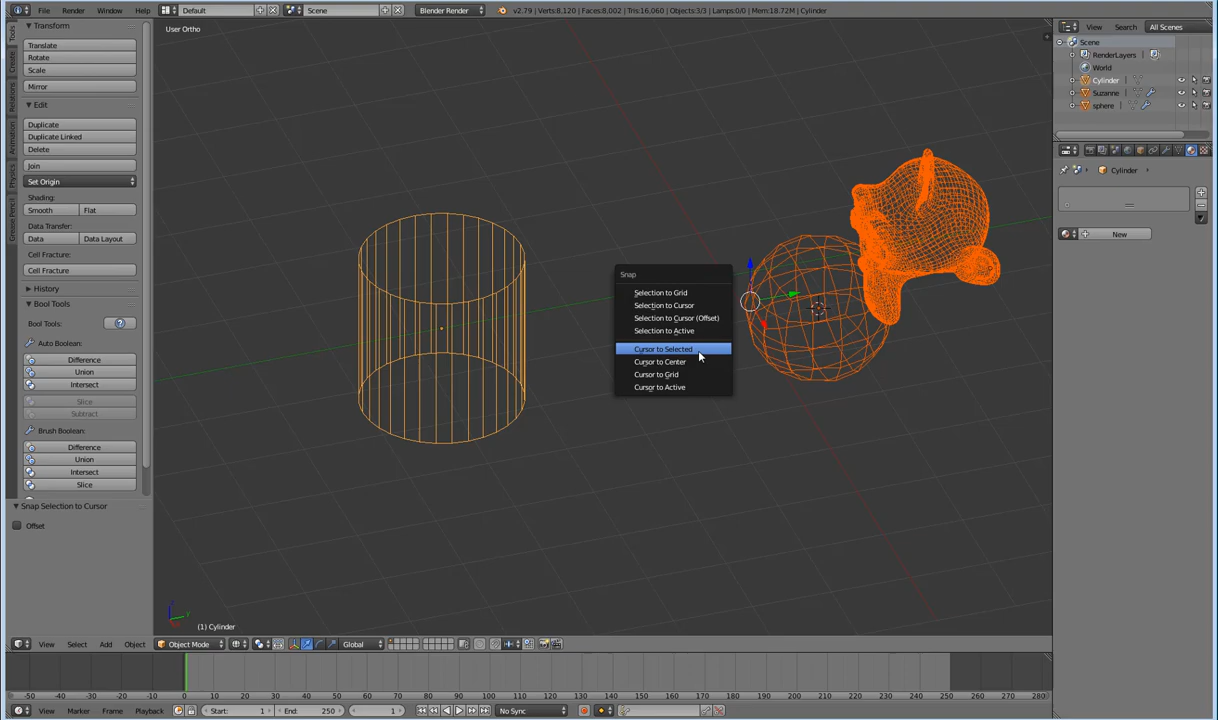 File Render Window Help Default Scene Blender Render v2.79 | Verts:8,120 | Faces:8,002 | Tris:16,060 | Objects:3/3 | Lamps:0/0 | Mem:18.72M | Cylinder
Tools
Create
Relations
Animation
Physics
Grease Pencil
Transform
Translate
Rotate
Scale
Mirror
Edit
Duplicate
Duplicate Linked
Delete
Join
Set Origin
Shading:
Smooth Flat
Data Transfer:
Data Data Layout
Cell Fracture:
Cell Fracture
History
Bool Tools
Bool Tools:
Auto Boolean:
Difference
Union
Intersect
Slice
Subtract
Brush Boolean:
Difference
Union
Intersect
Slice
Snap Selection to Cursor
Offset
User Ortho
Snap
Selection to Grid
Selection to Cursor
Selection to Cursor (Offset)
Selection to Active
Cursor to Selected
Cursor to Center
Cursor to Grid
Cursor to Active
(1) Cylinder
View Search All Scenes
Scene
RenderLayers
World
Cylinder
Suzanne
sphere
Cylinder
New
View Select Add Object Object Mode Global
-50 -40 -30 -20 -10 0 10 20 30 40 50 60 70 80 90 100 110 120 130 140 150 160 170 180 190 200 210 220 230 240 250 260 270 280
View Marker Frame Playback Start: 1 End: 250 1 No Sync